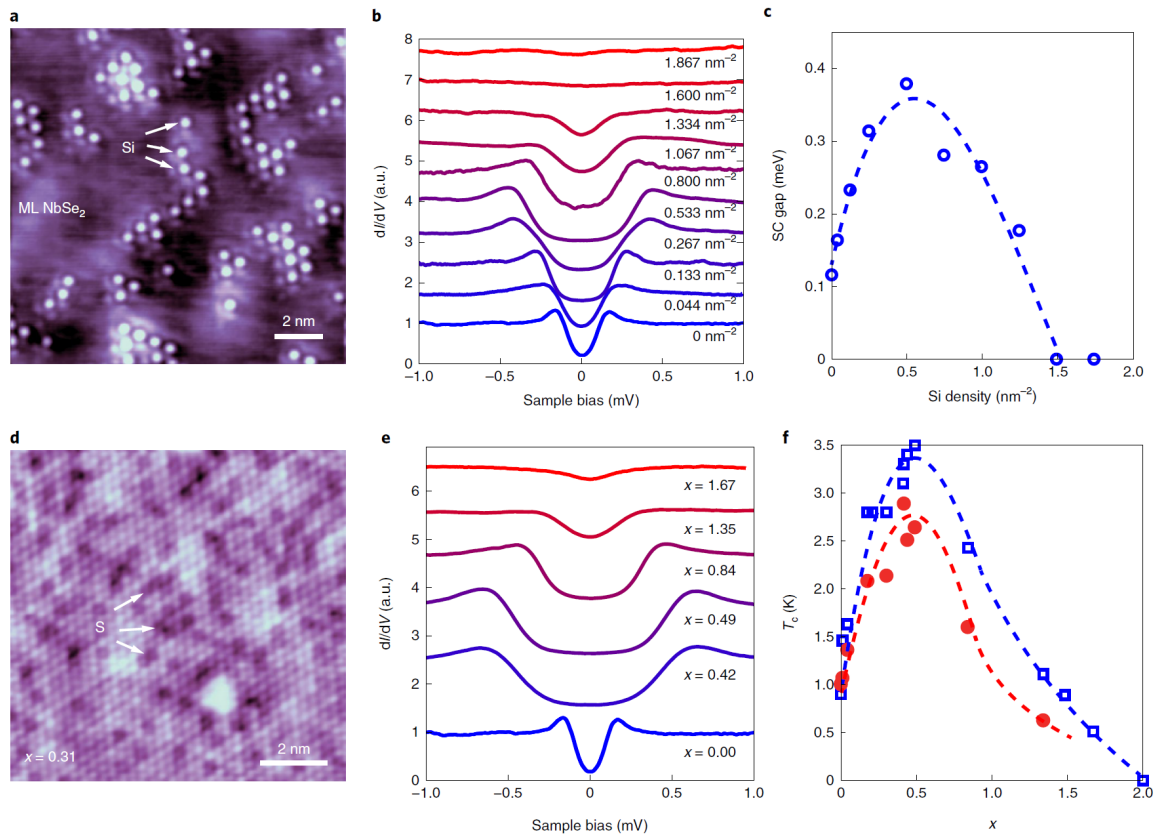 a
Si
ML NbSe₂
2 nm
b
8
7
6
5
4
3
2
1
0
dI/dV (a.u.)
1.867 nm⁻²
1.600 nm⁻²
1.334 nm⁻²
1.067 nm⁻²
0.800 nm⁻²
0.533 nm⁻²
0.267 nm⁻²
0.133 nm⁻²
0.044 nm⁻²
0 nm⁻²
−1.0 −0.5 0 0.5 1.0
Sample bias (mV)
c
0.4
0.3
0.2
0.1
0
SC gap (meV)
0 0.5 1.0 1.5 2.0
Si density (nm⁻²)
d
S
x = 0.31
2 nm
e
6
5
4
3
2
1
0
dI/dV (a.u.)
x = 1.67
x = 1.35
x = 0.84
x = 0.49
x = 0.42
x = 0.00
−1.0 −0.5 0 0.5 1.0
Sample bias (mV)
f
3.5
3.0
2.5
2.0
1.5
1.0
0.5
0
T_c (K)
0 0.5 1.0 1.5 2.0
x